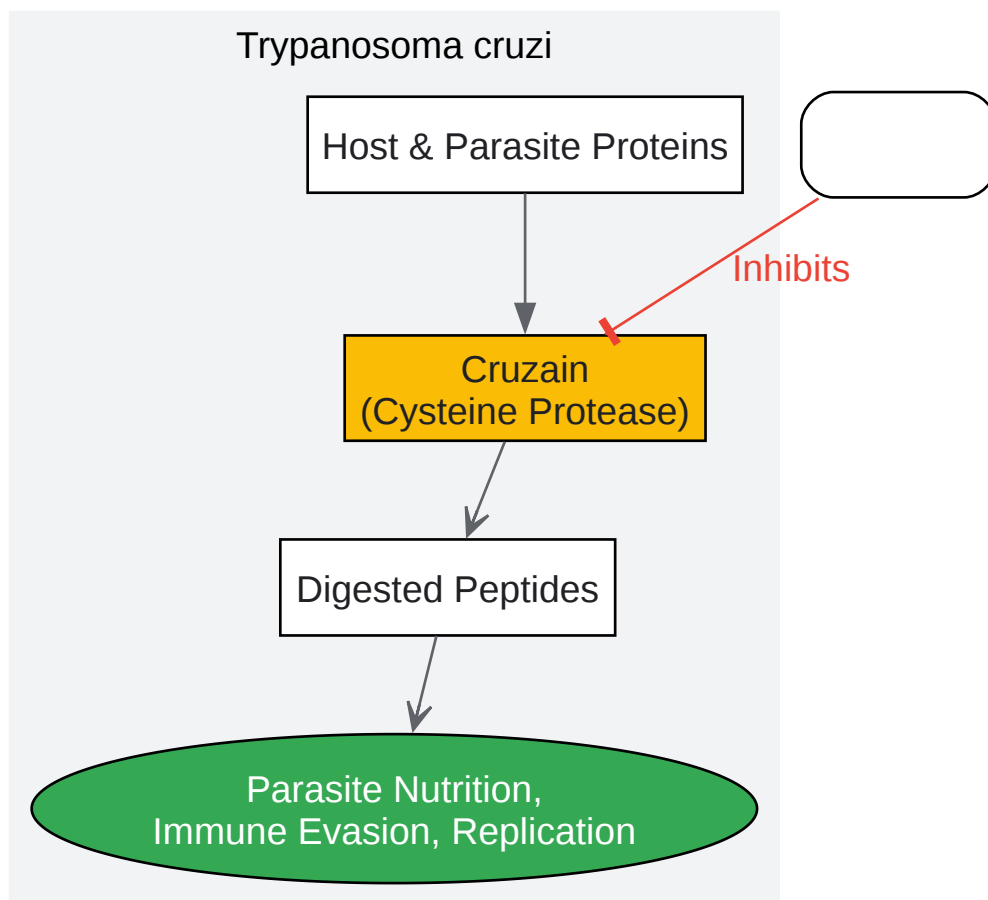 Trypanosoma cruzi
Host & Parasite Proteins
Inhibits
Cruzain
(Cysteine Protease)
Digested Peptides
Parasite Nutrition,
Immune Evasion, Replication